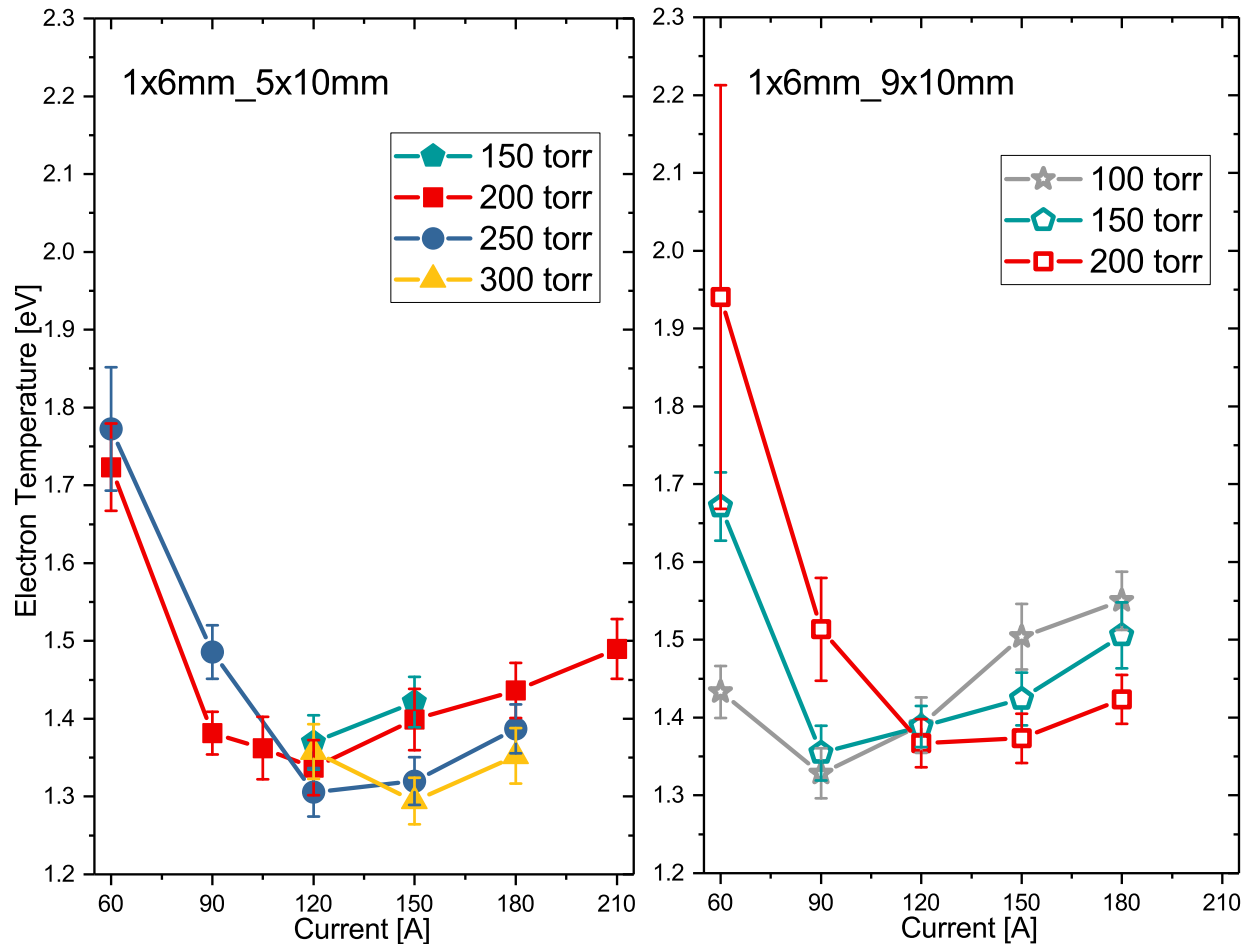 1x6mm_5x10mm
150 torr
200 torr
250 torr
300 torr
2.3
2.2
2.1
2.0
1.9
1.8
1.7
1.6
1.5
1.4
1.3
1.2
Electron Temperature [eV]
60 90 120 150 180 210
Current [A]
1x6mm_9x10mm
100 torr
150 torr
200 torr
2.3
2.2
2.1
2.0
1.9
1.8
1.7
1.6
1.5
1.4
1.3
1.2
60 90 120 150 180 210
Current [A]